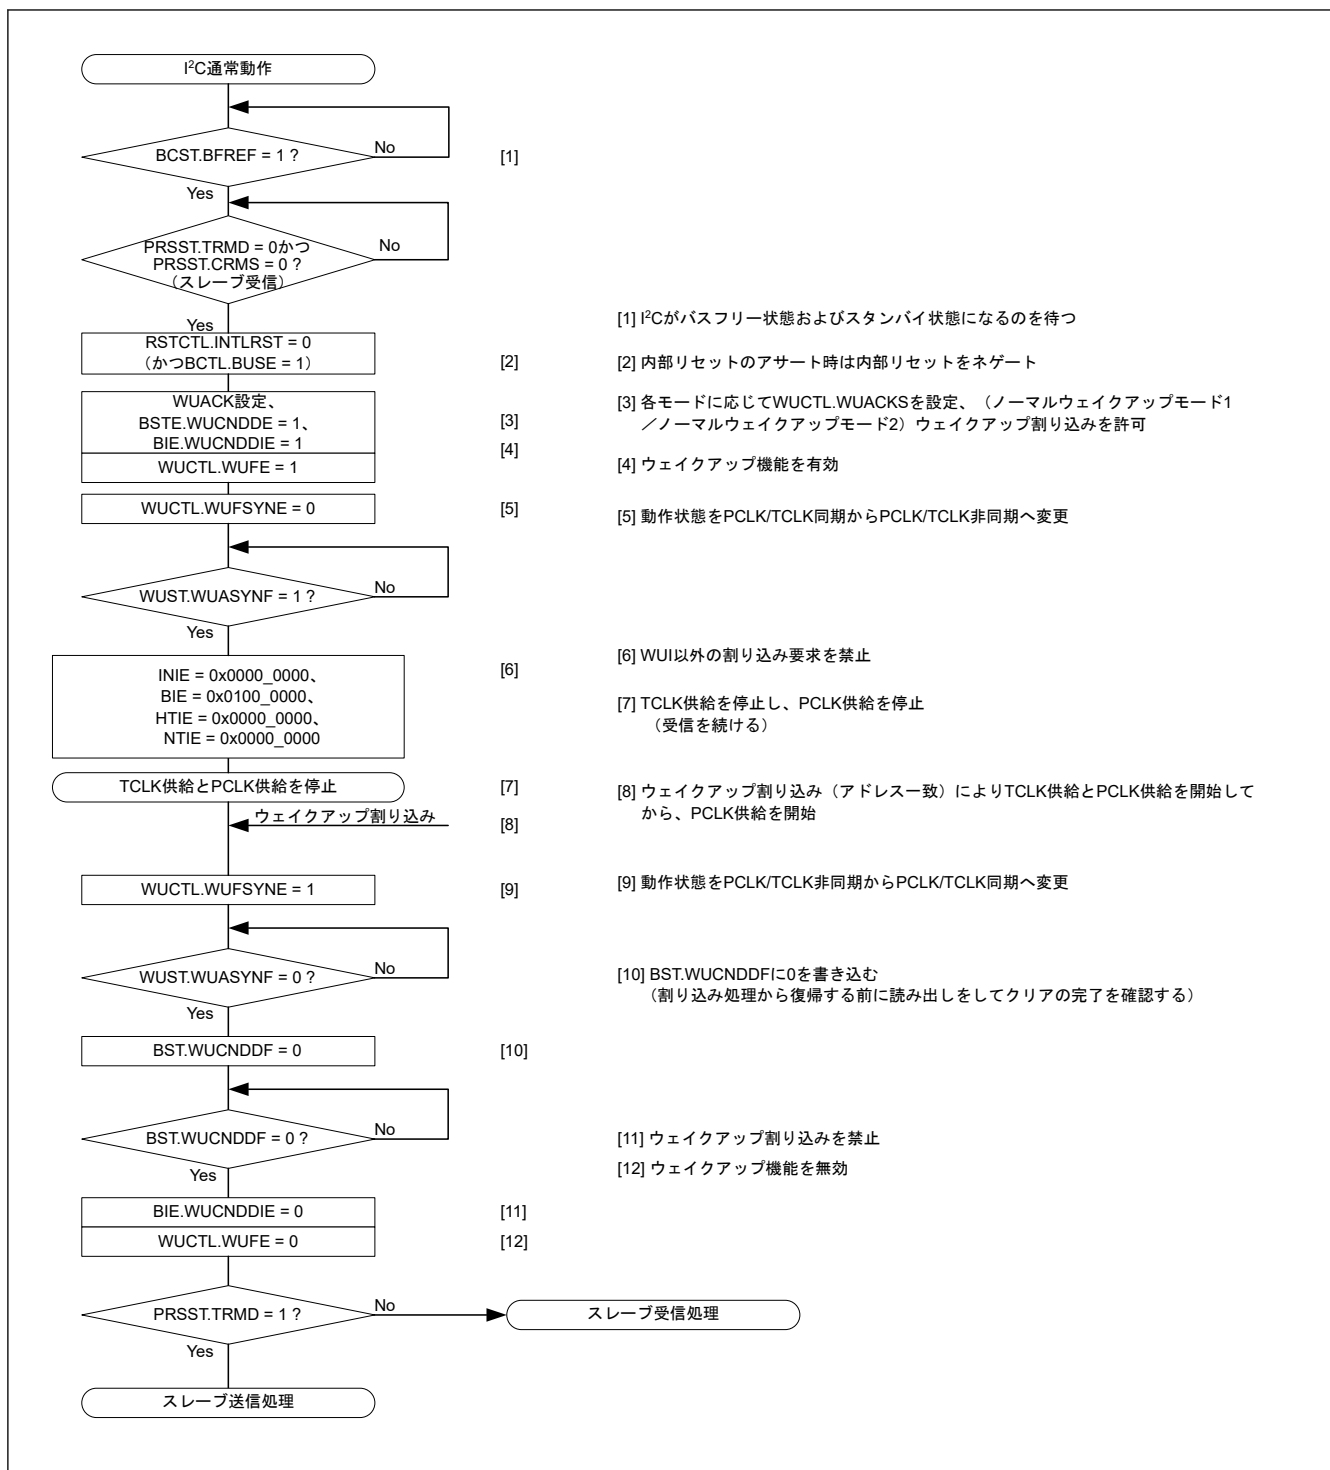 I²C通常動作
BCST.BFREF = 1 ?
No
[1]
Yes
PRSST.TRMD = 0かつ
PRSST.CRMS = 0 ?
（スレーブ受信）
No
Yes
[1] I²Cがバスフリー状態およびスタンバイ状態になるのを待つ
RSTCTL.INTLRST = 0
（かつBCTL.BUSE = 1）
[2]
[2] 内部リセットのアサート時は内部リセットをネゲート
WUACK設定、
BSTE.WUCNDDE = 1、
BIE.WUCNDDIE = 1
[3]
[3] 各モードに応じてWUCTL.WUACKSを設定、（ノーマルウェイクアップモード1
／ノーマルウェイクアップモード2）ウェイクアップ割り込みを許可
WUCTL.WUFE = 1
[4]
[4] ウェイクアップ機能を有効
WUCTL.WUFSYNE = 0
[5]
[5] 動作状態をPCLK/TCLK同期からPCLK/TCLK非同期へ変更
WUST.WUASYNF = 1 ?
No
Yes
INIE = 0x0000_0000、
BIE = 0x0100_0000、
HTIE = 0x0000_0000、
NTIE = 0x0000_0000
[6]
[6] WUI以外の割り込み要求を禁止
[7] TCLK供給を停止し、PCLK供給を停止
（受信を続ける）
TCLK供給とPCLK供給を停止
[7]
ウェイクアップ割り込み
[8]
[8] ウェイクアップ割り込み（アドレス一致）によりTCLK供給とPCLK供給を開始して
から、PCLK供給を開始
WUCTL.WUFSYNE = 1
[9]
[9] 動作状態をPCLK/TCLK非同期からPCLK/TCLK同期へ変更
WUST.WUASYNF = 0 ?
No
Yes
[10] BST.WUCNDDFに0を書き込む
（割り込み処理から復帰する前に読み出しをしてクリアの完了を確認する）
BST.WUCNDDF = 0
[10]
BST.WUCNDDF = 0 ?
No
Yes
[11] ウェイクアップ割り込みを禁止
[12] ウェイクアップ機能を無効
BIE.WUCNDDIE = 0
[11]
WUCTL.WUFE = 0
[12]
PRSST.TRMD = 1 ?
No
スレーブ受信処理
Yes
スレーブ送信処理